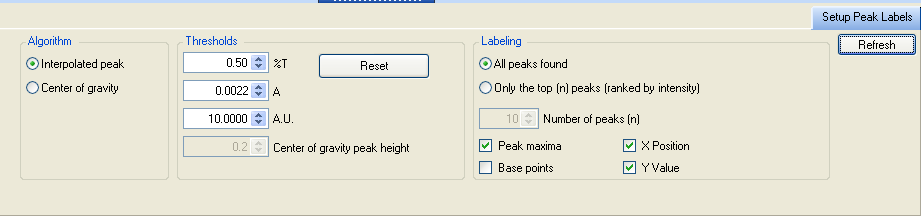 Setup Peak Labels
Refresh
Algorithm
Interpolated peak
Center of gravity
Thresholds
0.50 %T
Reset
0.0022 A
10.0000 A.U.
0.2 Center of gravity peak height
Labeling
All peaks found
Only the top (n) peaks (ranked by intensity)
10 Number of peaks (n)
Peak maxima
X Position
Base points
Y Value